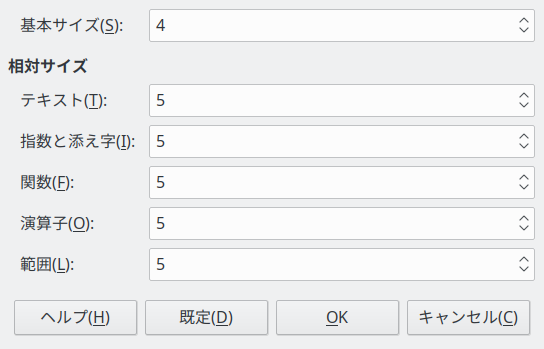 基本サイズ(S): 4
相対サイズ
テキスト(T): 5
指数と添え字(I): 5
関数(F): 5
演算子(O): 5
範囲(L): 5
ヘルプ(H) 既定(D) OK キャンセル(C)